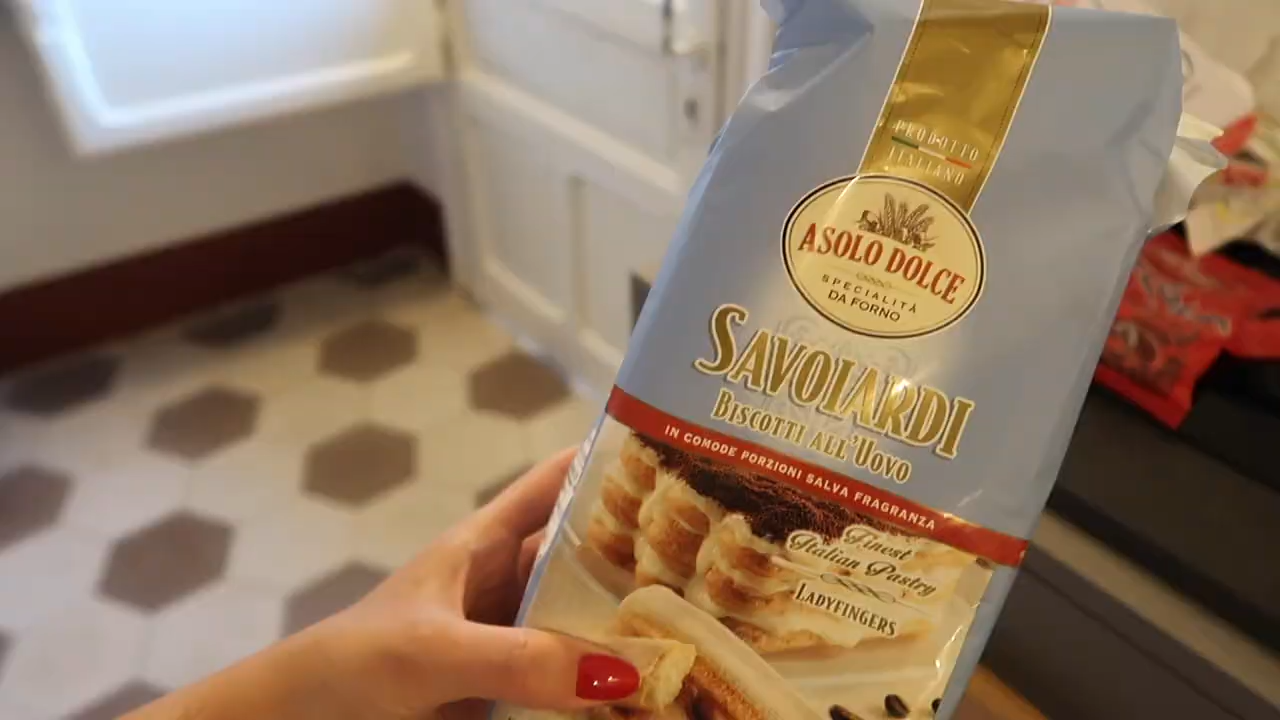 PRODOTTO
ITALIANO
ASOLO DOLCE
SPECIALITÀ
DA FORNO
SAVOIARDI
BISCOTTI ALL'UOVO
IN COMODE PORZIONI SALVA FRAGRANZA
Finest
Italian Pastry
LADYFINGERS